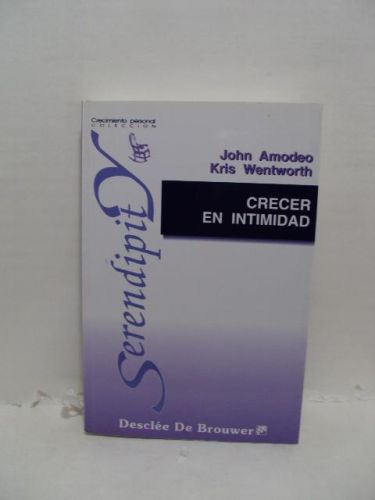 Crecimiento personal
COLECCIÓN
Serendipity
John Amodeo
Kris Wentworth
CRECER
EN INTIMIDAD
Desclée De Brouwer